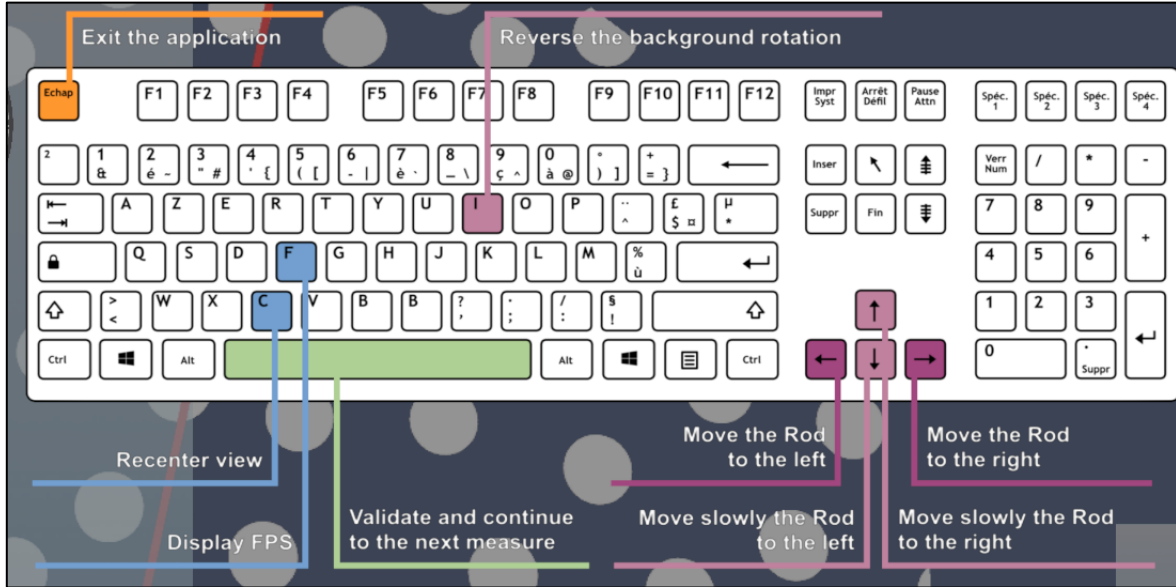 Exit the application
Reverse the background rotation
Echap F1 F2 F3 F4 F5 F6 F7 F8 F9 F10 F11 F12 Impr Syst Arrêt Défil Pause Attn Spéc. 1 Spéc. 2 Spéc. 3 Spéc. 4
2 1 & 2 é ~ 3 " # 4 ' { 5 ( [ 6 - | 7 è ` 8 _ \ 9 ç ^ 0 à @ ° ) ] + = } ← Inser ↖ Verr Num / * -
A Z E R T Y U I O P ¨ ^ £ $ ¤ µ * Suppr Fin 7 8 9 +
Q S D F G H J K L M % ù 4 5 6
> < W X C V B B ? , . ; / : § ! ↑ 1 2 3
Ctrl Alt Alt Ctrl ← ↓ → 0 . Suppr
Move the Rod
to the left
Move the Rod
to the right
Recenter view
Validate and continue
to the next measure
Move slowly the Rod
to the left
Move slowly the Rod
to the right
Display FPS